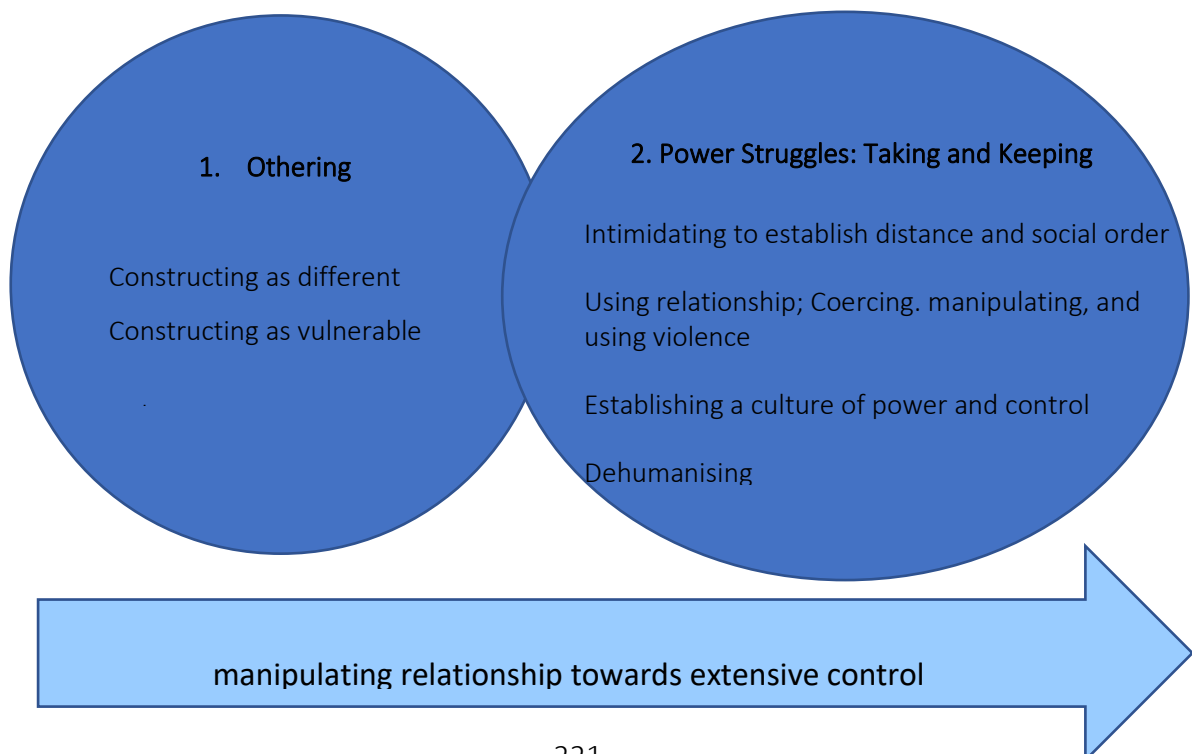 1. Othering
Constructing as different
Constructing as vulnerable
.
2. Power Struggles: Taking and Keeping
Intimidating to establish distance and social order
Using relationship; Coercing. manipulating, and
using violence
Establishing a culture of power and control
Dehumanising
manipulating relationship towards extensive control